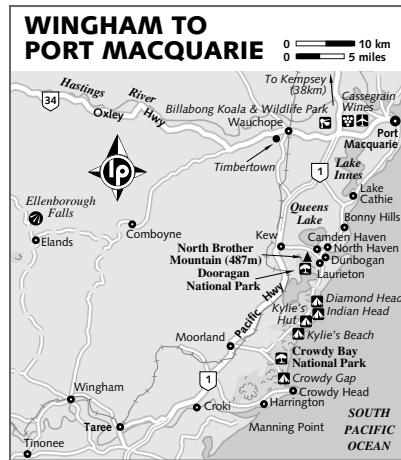 WINGHAM TO
PORT MACQUARIE
0 10 km
0 5 miles
To Kempsey
(38km)
Cassegrain
Wines
Hastings River
34
Oxley Hwy
Billabong Koala & Wildlife Park
Wauchope
Port
Macquarie
Timbertown
lp
1
Lake
Innes
Lake
Cathie
Ellenborough
Falls
Queens
Lake
Bonny Hills
Comboyne
Elands
Kew
Camden Haven
North Haven
North Brother
Mountain (487m)
Dunbogan
Dooragan
National Park
Laurieton
Pacific Hwy
Diamond Head
Indian Head
Kylie's
Hut
Kylie's Beach
Moorland
Crowdy Bay
National Park
1
Crowdy Gap
Wingham
Crowdy Head
Croki
Harrington
Taree
Manning Point
SOUTH
PACIFIC
OCEAN
Tinonee